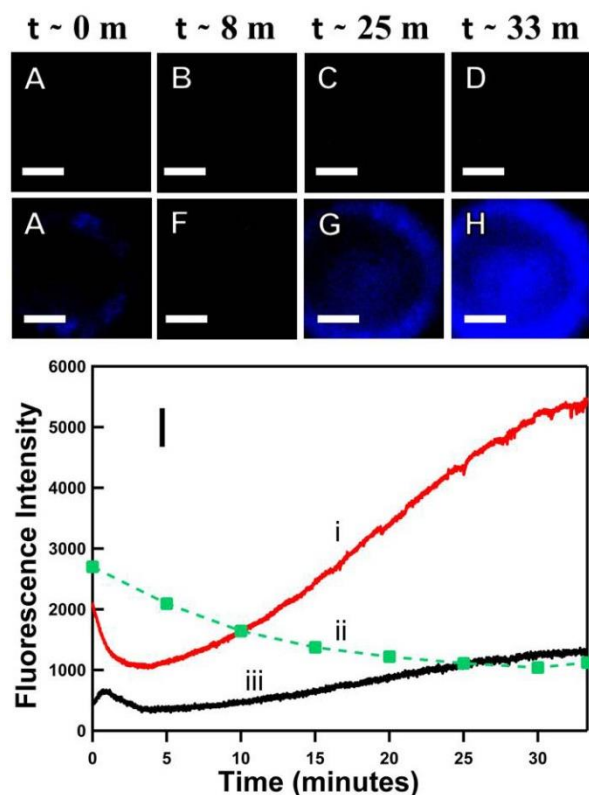 t ~ 0 m t ~ 8 m t ~ 25 m t ~ 33 m
A B C D
A F G H
6000
I
5000
4000
i
3000
2000
ii
1000
iii
0
0 5 10 15 20 25 30
Fluorescence Intensity
Time (minutes)